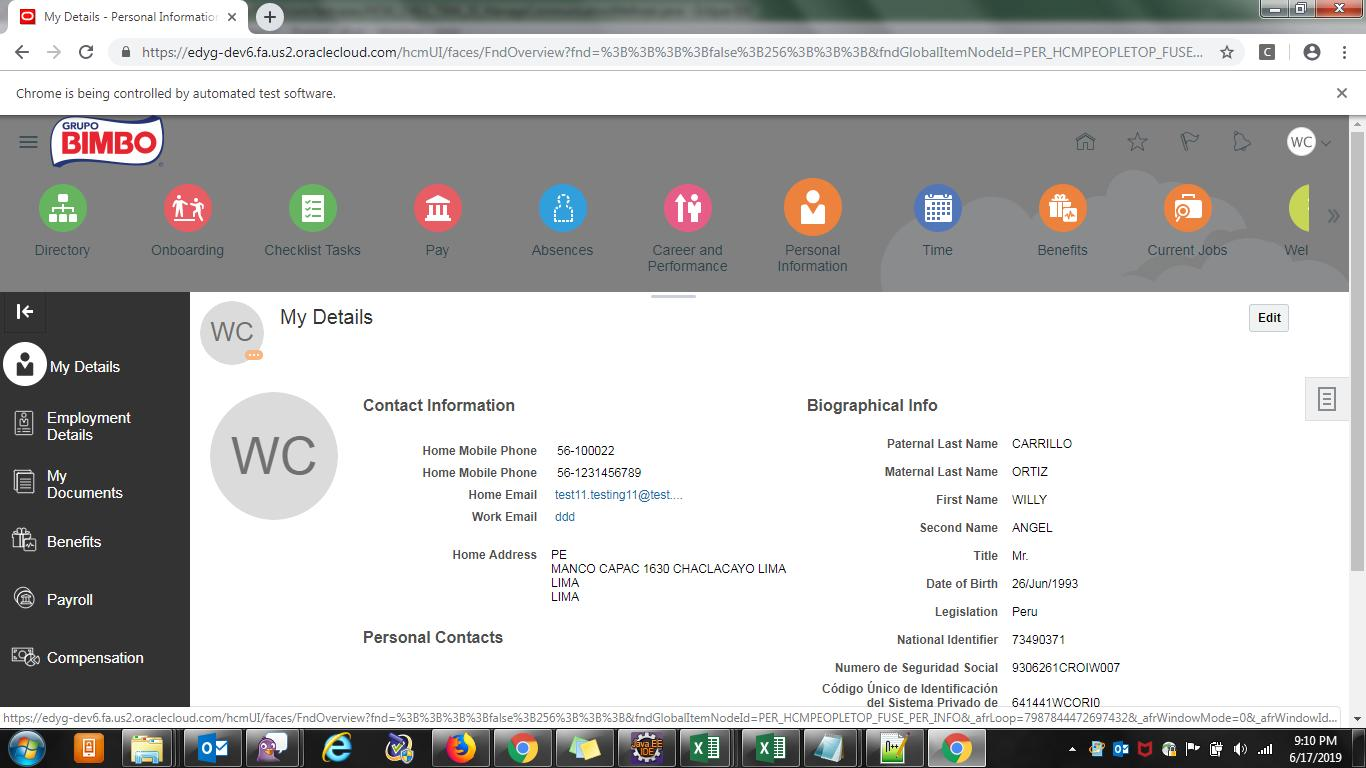 My Details - Personal Information
https://edyg-dev6.fa.us2.oraclecloud.com/hcmUI/faces/FndOverview?fnd=%3B%3B%3B%3Bfalse%3B256%3B%3B%3B&fndGlobalItemNodeId=PER_HCMPEOPLETOP_FUSE...
Chrome is being controlled by automated test software.
GRUPO
BIMBO
WC
Directory
Onboarding
Checklist Tasks
Pay
Absences
Career and
Performance
Personal
Information
Time
Benefits
Current Jobs
Wel
My Details
Employment
Details
My
Documents
Benefits
Payroll
Compensation
WC
My Details
Edit
WC
Contact Information
Home Mobile Phone 56-100022
Home Mobile Phone 56-1231456789
Home Email test11.testing11@test....
Work Email ddd
Home Address PE
MANCO CAPAC 1630 CHACLACAYO LIMA
LIMA
LIMA
Personal Contacts
Biographical Info
Paternal Last Name CARRILLO
Maternal Last Name ORTIZ
First Name WILLY
Second Name ANGEL
Title Mr.
Date of Birth 26/Jun/1993
Legislation Peru
National Identifier 73490371
Numero de Seguridad Social 9306261CROIW007
Código Único de Identificación
del Sistema Privado de 641441WCORI0
https://edyg-dev6.fa.us2.oraclecloud.com/hcmUI/faces/FndOverview?fnd=%3B%3B%3B%3Bfalse%3B256%3B%3B%3B&fndGlobalItemNodeId=PER_HCMPEOPLETOP_FUSE_PER_INFO&_afrLoop=7987844472697432&_afrWindowMode=0&_afrWindowId...
Java EE
IDE
9:10 PM
6/17/2019